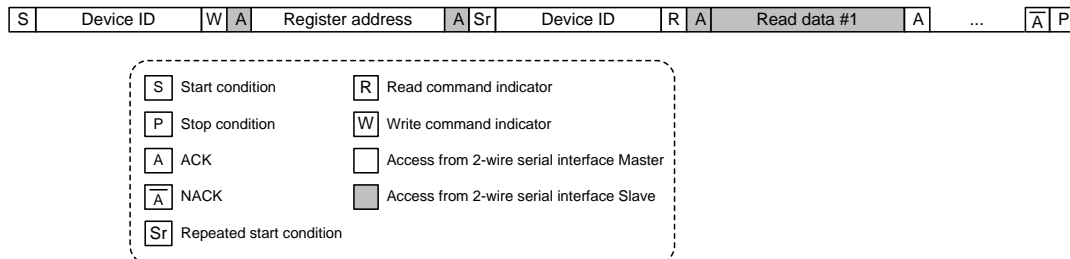 S Device ID W A Register address A Sr Device ID R A Read data #1 A ... A P
S Start condition R Read command indicator
P Stop condition W Write command indicator
A ACK Access from 2-wire serial interface Master
A NACK Access from 2-wire serial interface Slave
Sr Repeated start condition